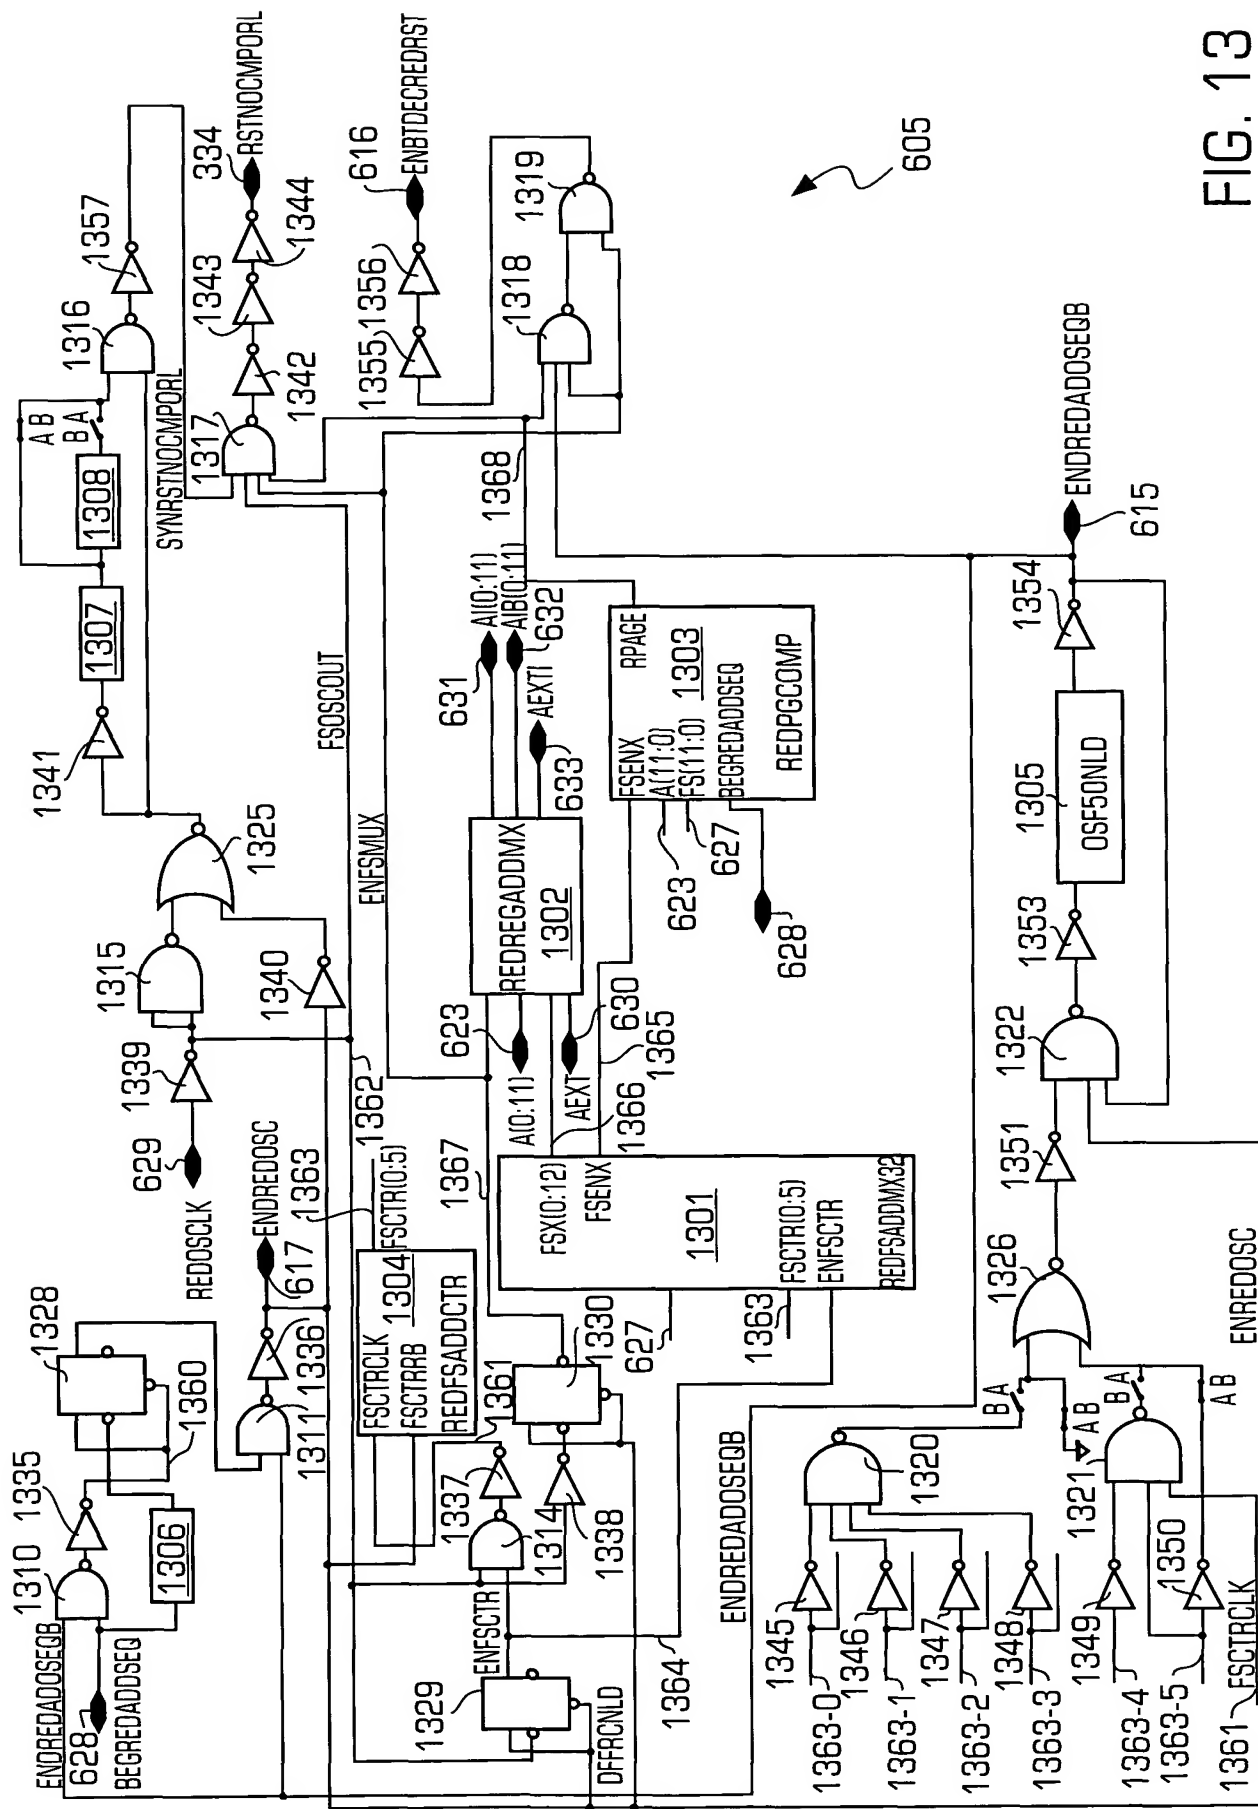 FIG. 13
605
ENDREDADOSEQB
628
BEGREDADDSEQ
1310
1335
1306
1360
1328
1311
1336
617
ENDREDOSC
REDOSCLK
629
1339
1315
1340
1325
1341
1307
1308
A B
B A
1316
1357
SYNRSTNOCMPORL
1317
1342
1343
1344
334
RSTNOCMPORL
FSOSCOUT
ENFSMUX
1362
1363
FSCTR(0:5)
FSCTRCLK
1304
FSCTRRB
REDFSADDCTR
1361
1337
1314
1338
1330
1329
ENFSCTR
DFFRCNLD
1364
1367
A(0:11)
623
REDREGADDMX
1302
AEXT
630
1366
1365
631
AI(0:11)
AIB(0:11)
632
AEXTI
633
1368
FSX(0:12)
FSENX
1301
FSCTR(0:5)
ENFSCTR
REDFSADDMX32
627
1363
FSENX
RPAGE
A(11:0)
1303
FS(11:0)
BEGREDADDSEQ
REDPGCOMP
623
627
628
1355
1356
616
ENBTDECREDRST
1318
1319
ENDREDADOSEQB
1345
1346
1347
1348
1349
1350
1363-0
1363-1
1363-2
1363-3
1363-4
1363-5
1361
FSCTRCLK
1320
1321
B A
A B
B A
A B
1326
1351
ENREDOSC
1322
1353
1305
OSF50NLD
1354
615
ENDREDADOSEQB